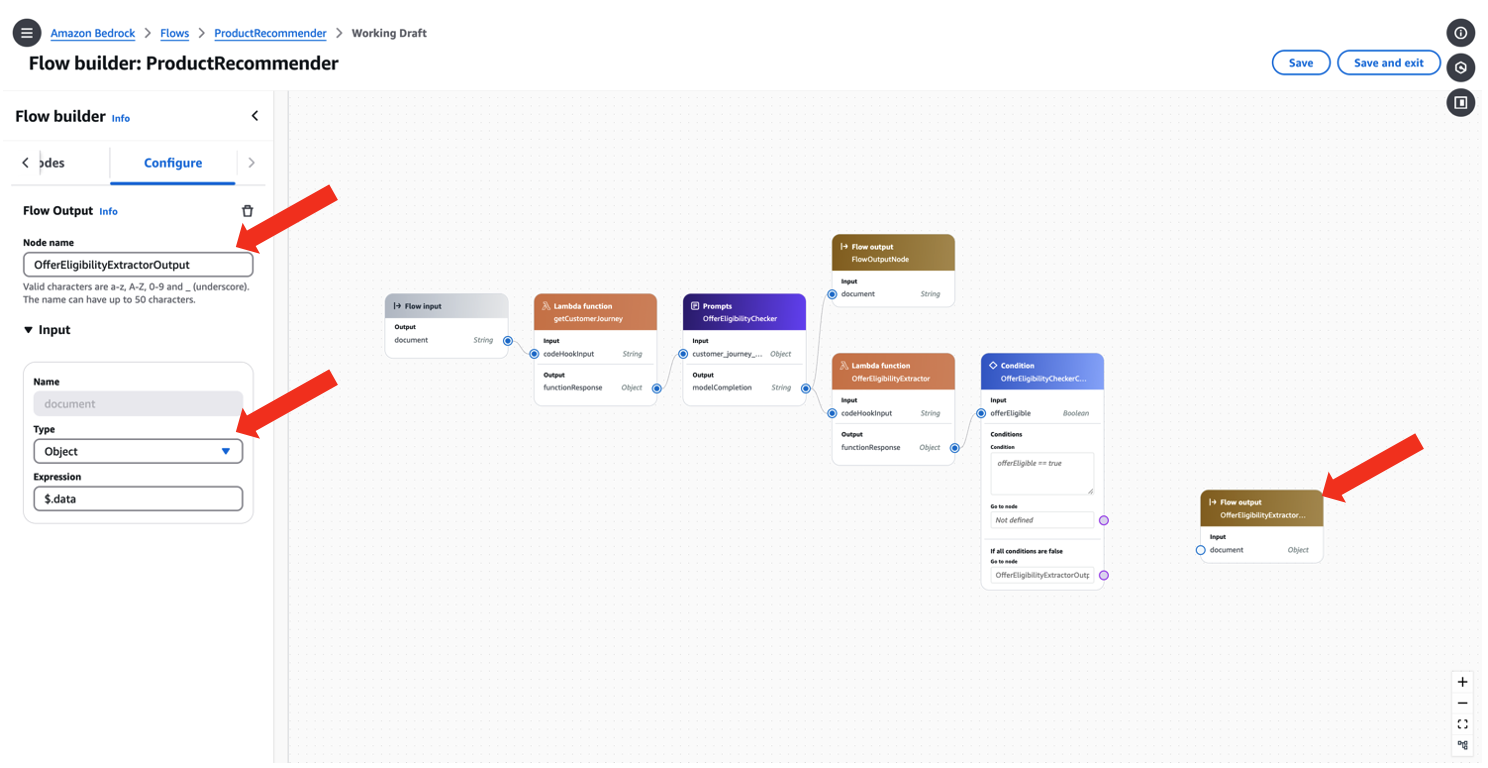 Amazon Bedrock > Flows > ProductRecommender > Working Draft
Flow builder: ProductRecommender
Save
Save and exit
Flow builder Info
odes
Configure
Flow Output Info
Node name
OfferEligibilityExtractorOutput
Valid characters are a-z, A-Z, 0-9 and _ (underscore).
The name can have up to 50 characters.
Input
Name
document
Type
Object
Expression
$.data
Flow input
Output
document String
Lambda function
getCustomerJourney
Input
codeHookInput String
Output
functionResponse Object
Prompts
OfferEligibilityChecker
Input
customer_journey_... Object
Output
modelCompletion String
Flow output
FlowOutputNode
Input
document String
Lambda function
OfferEligibilityExtractor
Input
codeHookInput String
Output
functionResponse Object
Condition
OfferEligibilityCheckerC...
Input
offerEligible Boolean
Conditions
Condition
offerEligible == true
Go to node
Not defined
If all conditions are false
Go to node
OfferEligibilityExtractorOutp
Flow output
OfferEligibilityExtractor...
Input
document Object